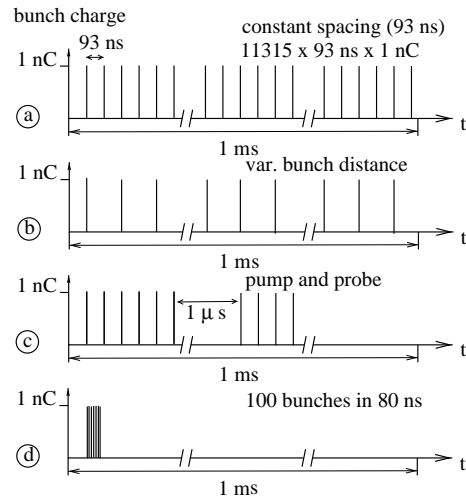 bunch charge
93 ns
constant spacing (93 ns)
11315 x 93 ns x 1 nC
1 nC
a
t
1 ms
1 nC
var. bunch distance
b
t
1 ms
1 nC
pump and probe
1 μ s
c
t
1 ms
1 nC
100 bunches in 80 ns
d
t
1 ms